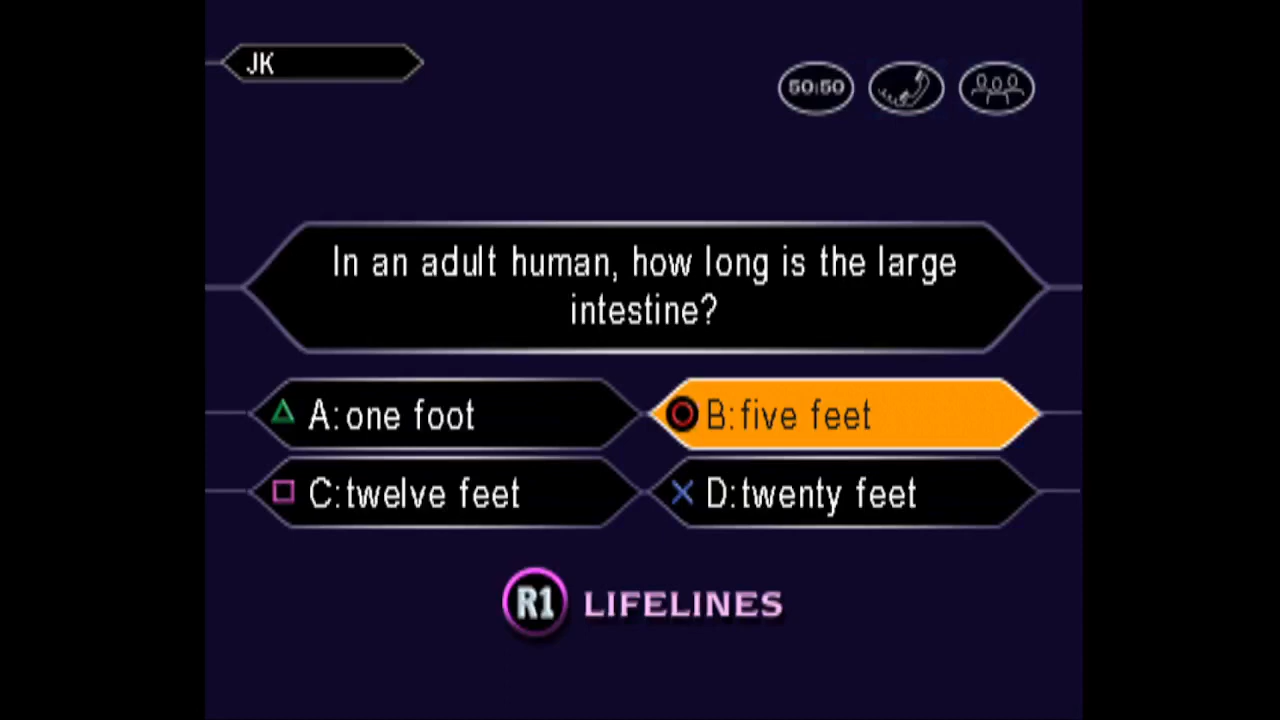 JK
50:50
In an adult human, how long is the large
intestine?
A: one foot
B: five feet
C: twelve feet
D: twenty feet
R1 LIFELINES